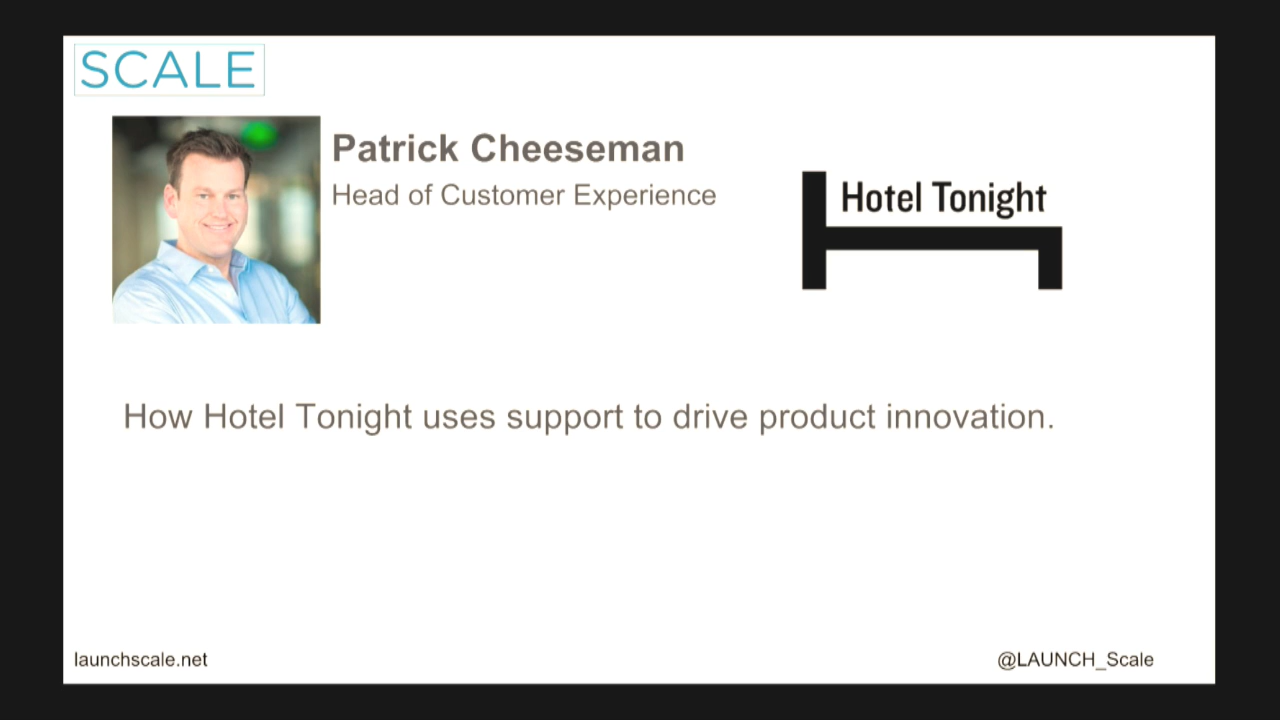 SCALE
Patrick Cheeseman
Head of Customer Experience
Hotel Tonight
How Hotel Tonight uses support to drive product innovation.
launchscale.net
@LAUNCH_Scale